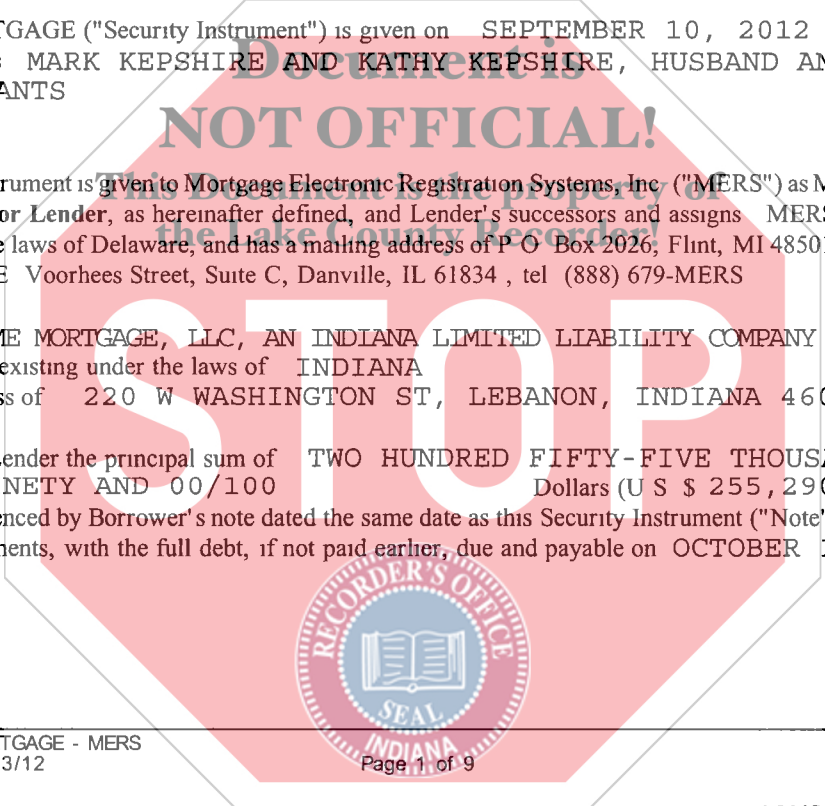 TGAGE ("Security Instrument") is given on SEPTEMBER 10, 2012
MARK KEPSHIRE AND KATHY KEPSHIRE, HUSBAND AN
ANTS
Document is
NOT OFFICIAL!
This Document is the property of
the Lake County Recorder!
rument is given to Mortgage Electronic Registration Systems, Inc ("MERS") as M
or Lender, as hereinafter defined, and Lender's successors and assigns MERS
e laws of Delaware, and has a mailing address of P O Box 2026, Flint, MI 4850
E Voorhees Street, Suite C, Danville, IL 61834 , tel (888) 679-MERS
STOP
ME MORTGAGE, LLC, AN INDIANA LIMITED LIABILITY COMPANY
existing under the laws of INDIANA
ss of 220 W WASHINGTON ST, LEBANON, INDIANA 460
ender the principal sum of TWO HUNDRED FIFTY-FIVE THOUSA
NETY AND 00/100 Dollars (U S $ 255,290
enced by Borrower's note dated the same date as this Security Instrument ("Note"
ments, with the full debt, if not paid earlier, due and payable on OCTOBER
RECORDER'S OFFICE
SEAL
INDIANA
TGAGE - MERS
3/12 Page 1 of 9